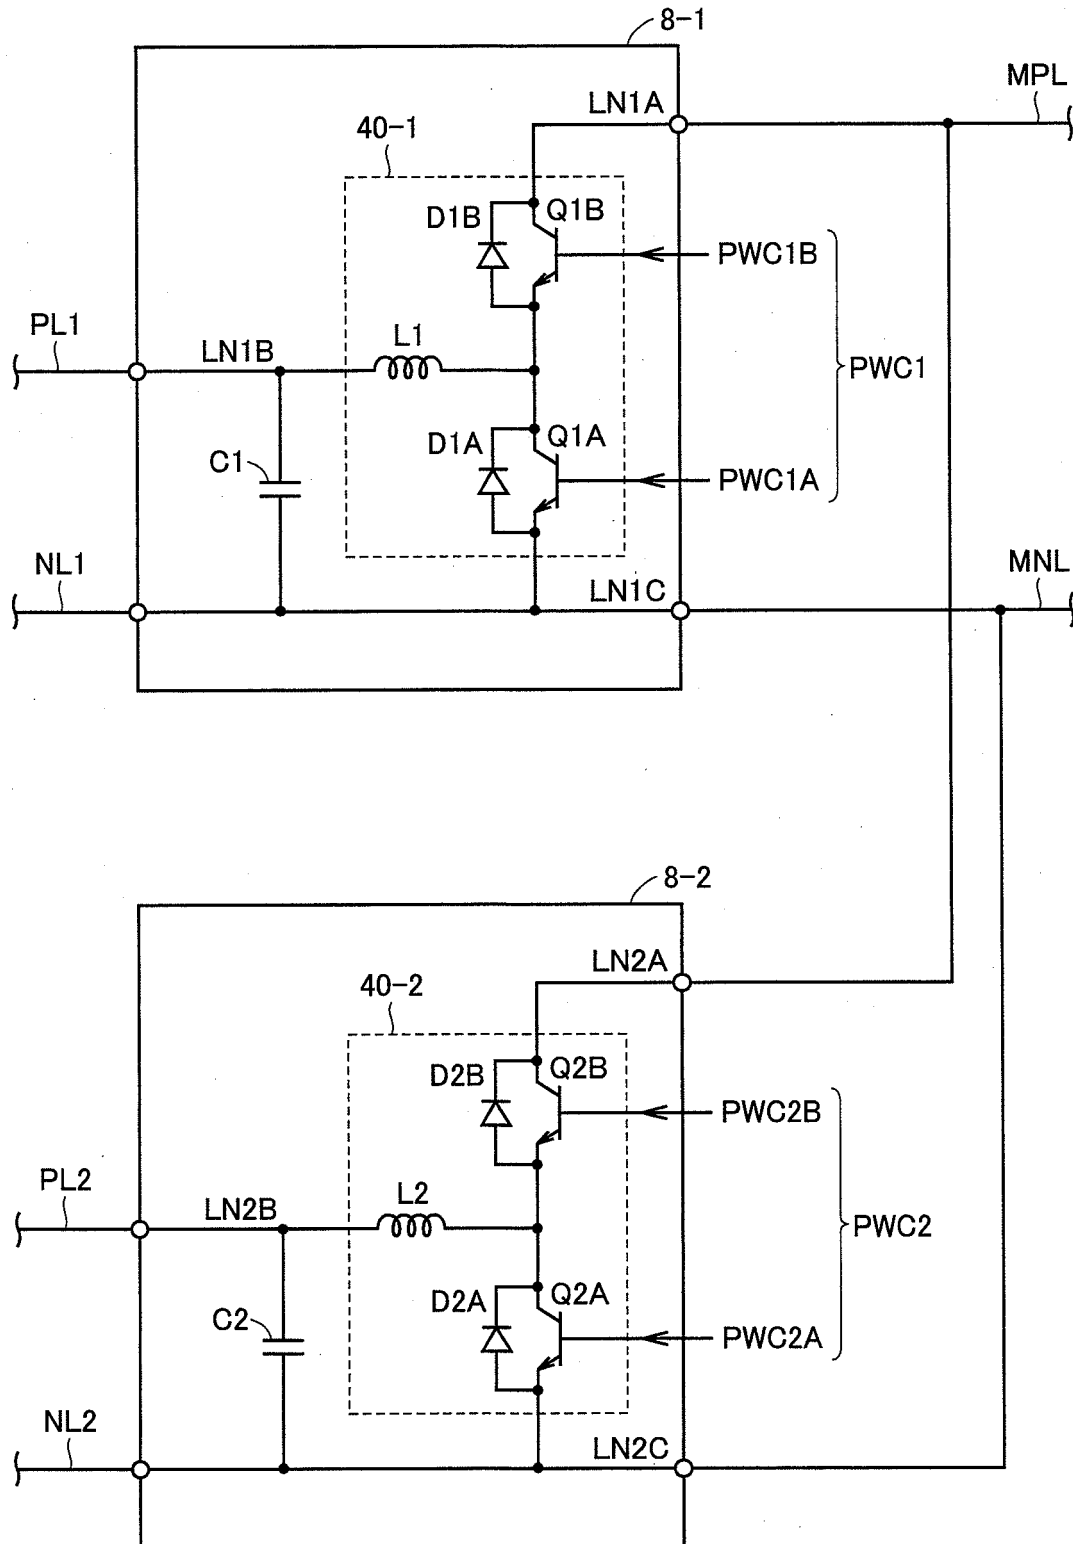 8-1
MPL
LN1A
40-1
D1B
Q1B
PWC1B
PL1
LN1B
L1
PWC1
D1A
Q1A
C1
PWC1A
NL1
LN1C
MNL
8-2
LN2A
40-2
D2B
Q2B
PWC2B
PL2
LN2B
L2
PWC2
D2A
Q2A
C2
PWC2A
NL2
LN2C